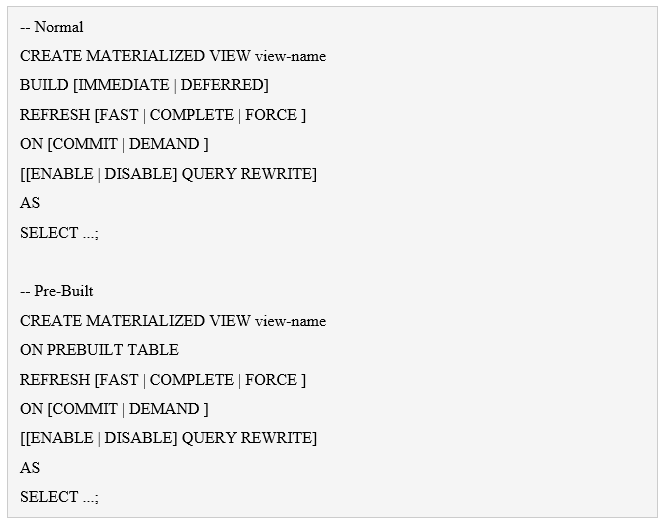 -- Normal
CREATE MATERIALIZED VIEW view-name
BUILD [IMMEDIATE | DEFERRED]
REFRESH [FAST | COMPLETE | FORCE ]
ON [COMMIT | DEMAND ]
[[ENABLE | DISABLE] QUERY REWRITE]
AS
SELECT ...;
-- Pre-Built
CREATE MATERIALIZED VIEW view-name
ON PREBUILT TABLE
REFRESH [FAST | COMPLETE | FORCE ]
ON [COMMIT | DEMAND ]
[[ENABLE | DISABLE] QUERY REWRITE]
AS
SELECT ...;